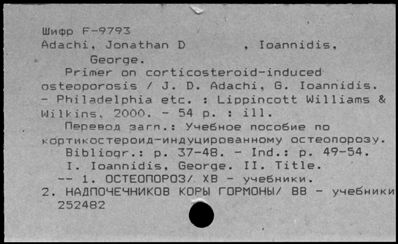 Шифр F-9793
Adachi, Jonathan D , Ioannidis,
George.
Primer on corticosteroid-induced
osteoporosis / J. D. Adachi, G. Ioannidis.
- Philadelphia etc. : Lippincott Williams &
Wilkins, 2000. - 54 p. : ill.
Перевод загл.: Учебное пособие по
кортикостероид-индуцированному остеопорозу.
Bibliogr.: p. 37-48. - Ind.: p. 49-54.
I. Ioannidis, George. II. Title.
-- 1. ОСТЕОПОРОЗ/ ХВ - учебники.
2. НАДПОЧЕЧНИКОВ КОРЫ ГОРМОНЫ/ ВВ - учебники
252482